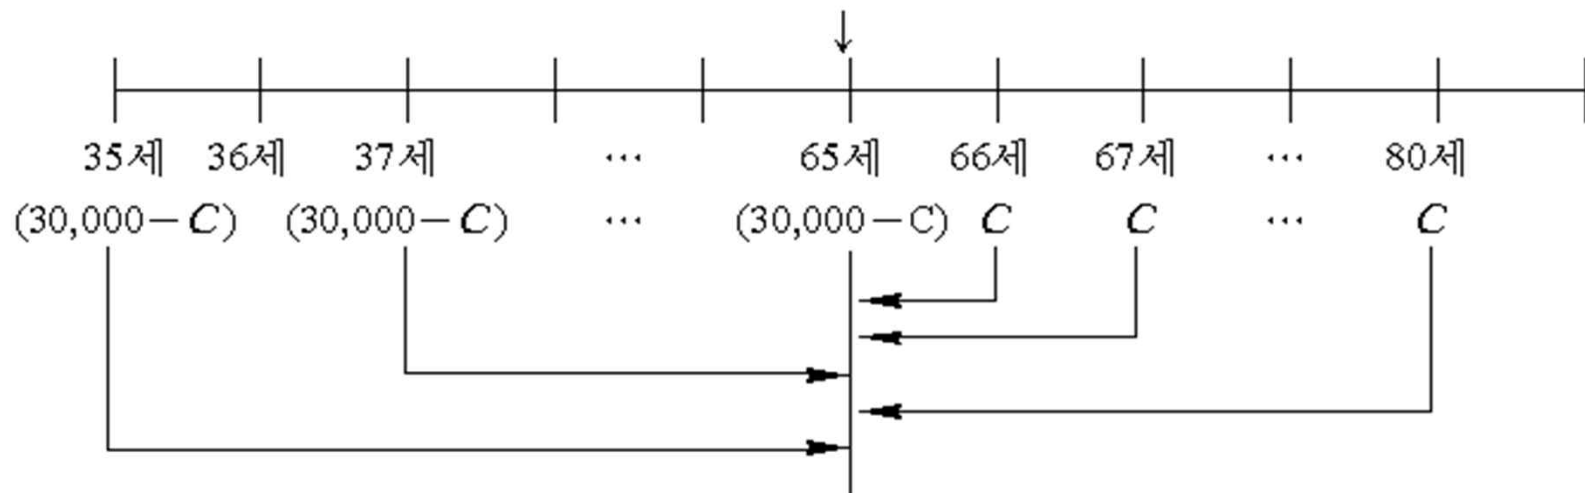 35세 36세 37세 … 65세 66세 67세 … 80세
(30,000－C) (30,000－C) … (30,000－C) C C … C